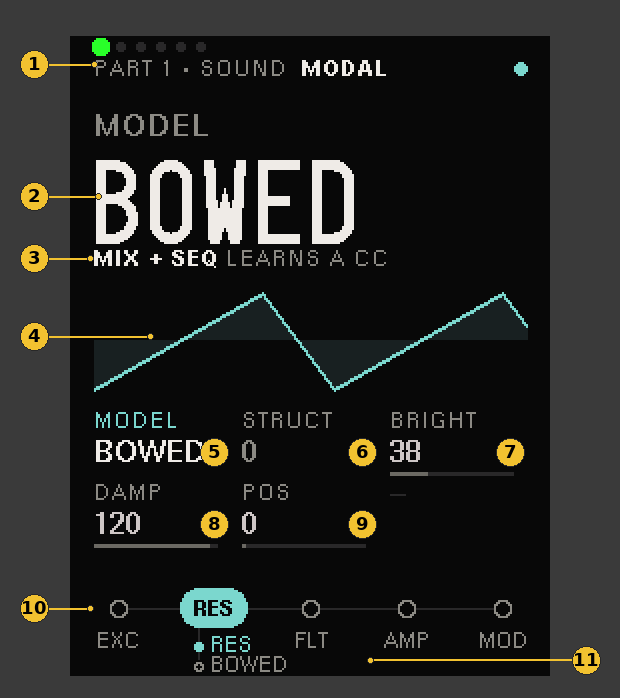 1 PART 1 · SOUND MODAL
MODEL
2 BOWED
3 MIX + SEQ LEARNS A CC
4
MODEL STRUCT BRIGHT
BOWED 5 0 6 38 7
DAMP POS —
120 8 0 9
10 RES
EXC RES FLT AMP MOD
BOWED 11